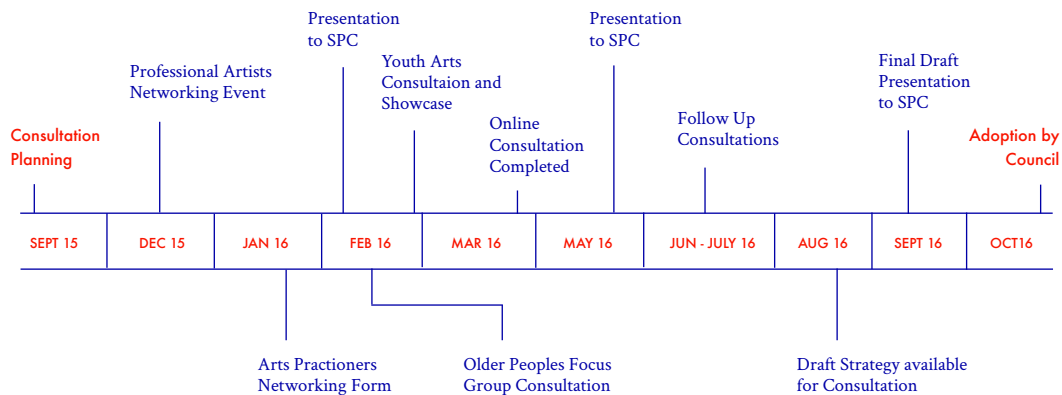 Presentation
to SPC
Presentation
to SPC
Professional Artists
Networking Event
Youth Arts
Consultaion and
Showcase
Final Draft
Presentation
to SPC
Online
Consultation
Completed
Follow Up
Consultations
Consultation
Planning
Adoption by
Council
SEPT 15
DEC 15
JAN 16
FEB 16
MAR 16
MAY 16
JUN - JULY 16
AUG 16
SEPT 16
OCT16
Arts Practioners
Networking Form
Older Peoples Focus
Group Consultation
Draft Strategy available
for Consultation